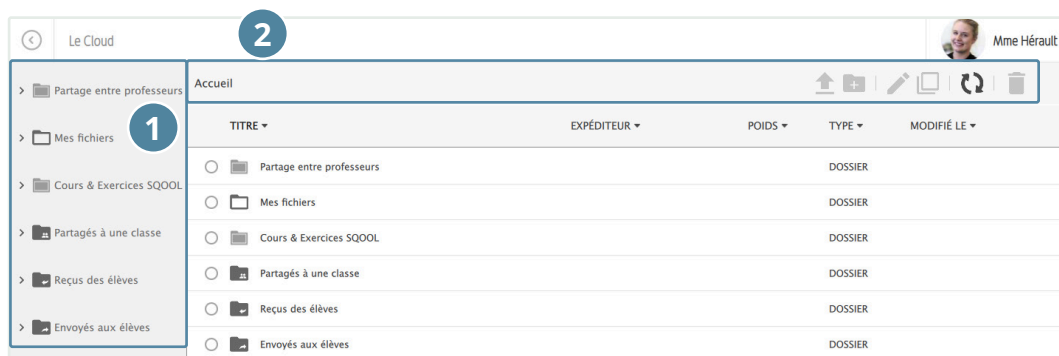 Le Cloud
2
Mme Hérault
Partage entre professeurs
1
Mes fichiers
Cours & Exercices SQOOL
Partagés à une classe
Reçus des élèves
Envoyés aux élèves
Accueil
TITRE EXPÉDITEUR POIDS TYPE MODIFIÉ LE
Partage entre professeurs DOSSIER
Mes fichiers DOSSIER
Cours & Exercices SQOOL DOSSIER
Partagés à une classe DOSSIER
Reçus des élèves DOSSIER
Envoyés aux élèves DOSSIER